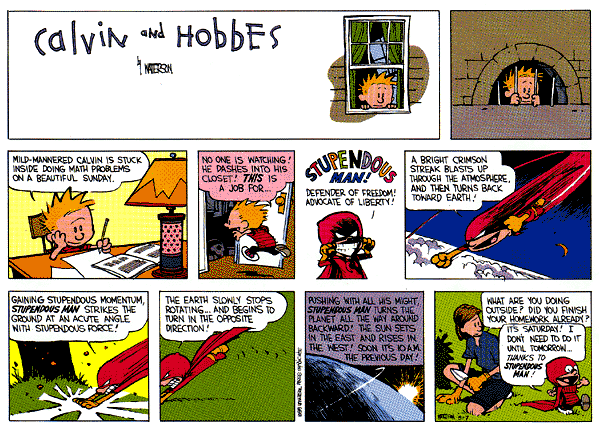 Calvin and Hobbes
by WATTERSON
MILD-MANNERED CALVIN IS STUCK
INSIDE DOING MATH PROBLEMS
ON A BEAUTIFUL SUNDAY.
NO ONE IS WATCHING!
HE DASHES INTO HIS
CLOSET! THIS IS
A JOB FOR...
STUPENDOUS
MAN!
DEFENDER OF FREEDOM!
ADVOCATE OF LIBERTY!
A BRIGHT CRIMSON
STREAK BLASTS UP
THROUGH THE ATMOSPHERE,
AND THEN TURNS BACK
TOWARD EARTH!
GAINING STUPENDOUS MOMENTUM,
STUPENDOUS MAN STRIKES THE
GROUND AT AN ACUTE ANGLE
WITH STUPENDOUS FORCE!
THE EARTH SLOWLY STOPS
ROTATING... AND BEGINS TO
TURN IN THE OPPOSITE
DIRECTION!
PUSHING WITH ALL HIS MIGHT,
STUPENDOUS MAN TURNS THE
PLANET ALL THE WAY AROUND
BACKWARD! THE SUN SETS
IN THE EAST AND RISES IN
THE WEST! SOON IT'S 10 A.M.
THE PREVIOUS DAY!
WHAT ARE YOU DOING
OUTSIDE? DID YOU FINISH
YOUR HOMEWORK ALREADY?
IT'S SATURDAY! I
DON'T NEED TO DO IT
UNTIL TOMORROW...
THANKS TO
STUPENDOUS
MAN!